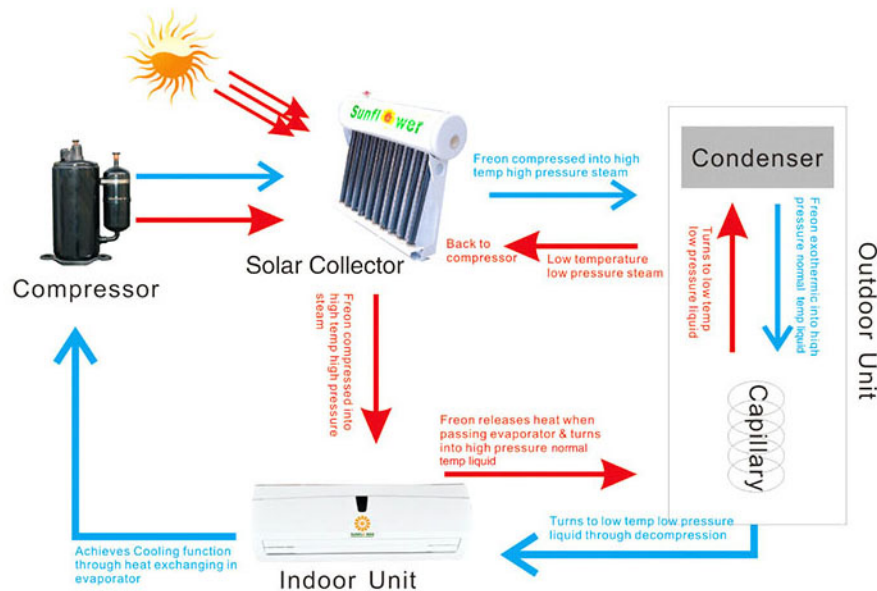 Sunflower
Freon compressed into high
temp high pressure steam
Condenser
Compressor
Solar Collector
Back to
compressor
Low temperature
low pressure steam
Turns to low temp
low pressure liquid
Freon exothermic into high
pressure normal temp liquid
Outdoor Unit
Freon compressed into
high temp high pressure
steam
Capillary
Freon releases heat when
passing evaporator & turns
into high pressure normal
temp liquid
Turns to low temp low pressure
liquid through decompression
Achieves Cooling function
through heat exchanging in
evaporator
Indoor Unit